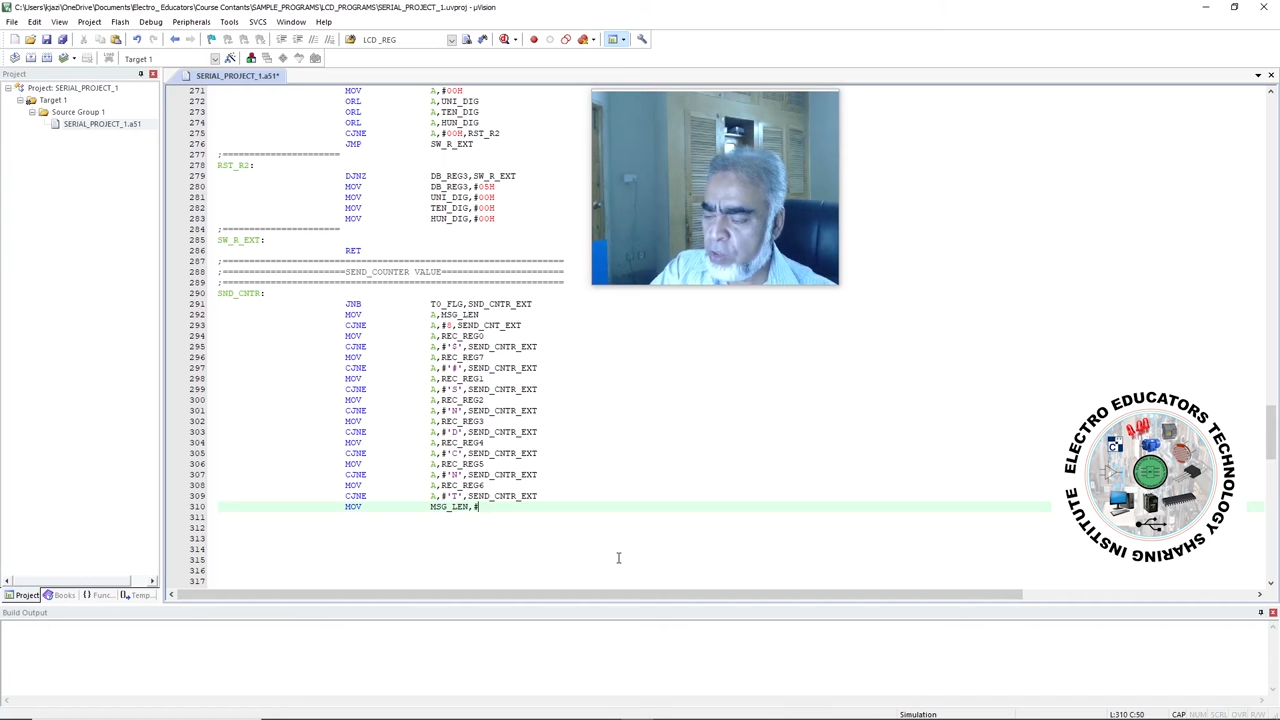 C:\Users\kjazi\OneDrive\Documents\Electro_ Educators\Course Contants\SAMPLE_PROGRAMS\LCD_PROGRAMS\SERIAL_PROJECT_1.uvproj - µVision
File Edit View Project Flash Debug Peripherals Tools SVCS Window Help
LCD _REG
Target 1
Project
SERIAL_PROJECT_1.a51*
Project: SERIAL_PROJECT_1
Target 1
Source Group 1
SERIAL_PROJECT_1.a51
271 MOV A,#00H
272 ORL A,UNI_DIG
273 ORL A,TEN_DIG
274 ORL A,HUN_DIG
275 CJNE A,#00H,RST_R2
276 JMP SW_R_EXT
277 ;======================
278 RST_R2:
279 DJNZ DB_REG3,SW_R_EXT
280 MOV DB_REG3,#05H
281 MOV UNI_DIG,#00H
282 MOV TEN_DIG,#00H
283 MOV HUN_DIG,#00H
284 ;======================
285 SW_R_EXT:
286 RET
287 ;================================================================
288 ;=======================SEND_COUNTER VALUE=======================
289 ;================================================================
290 SND_CNTR:
291 JNB T0_FLG,SND_CNTR_EXT
292 MOV A,MSG_LEN
293 CJNE A,#8,SEND_CNT_EXT
294 MOV A,REC_REG0
295 CJNE A,#'$',SEND_CNTR_EXT
296 MOV A,REC_REG7
297 CJNE A,#'#',SEND_CNTR_EXT
298 MOV A,REC_REG1
299 CJNE A,#'S',SEND_CNTR_EXT
300 MOV A,REC_REG2
301 CJNE A,#'N',SEND_CNTR_EXT
302 MOV A,REC_REG3
303 CJNE A,#'D',SEND_CNTR_EXT
304 MOV A,REC_REG4
305 CJNE A,#'C',SEND_CNTR_EXT
306 MOV A,REC_REG5
307 CJNE A,#'N',SEND_CNTR_EXT
308 MOV A,REC_REG6
309 CJNE A,#'T',SEND_CNTR_EXT
310 MOV MSG_LEN,#
311
312
313
314
315
316
317
ELECTRO EDUCATORS TECHNOLOGY
SHARING INSTITUTE
Project Books {} Func... Temp...
Build Output
Simulation L:310 C:50 CAP NUM SCRL OVR R/W